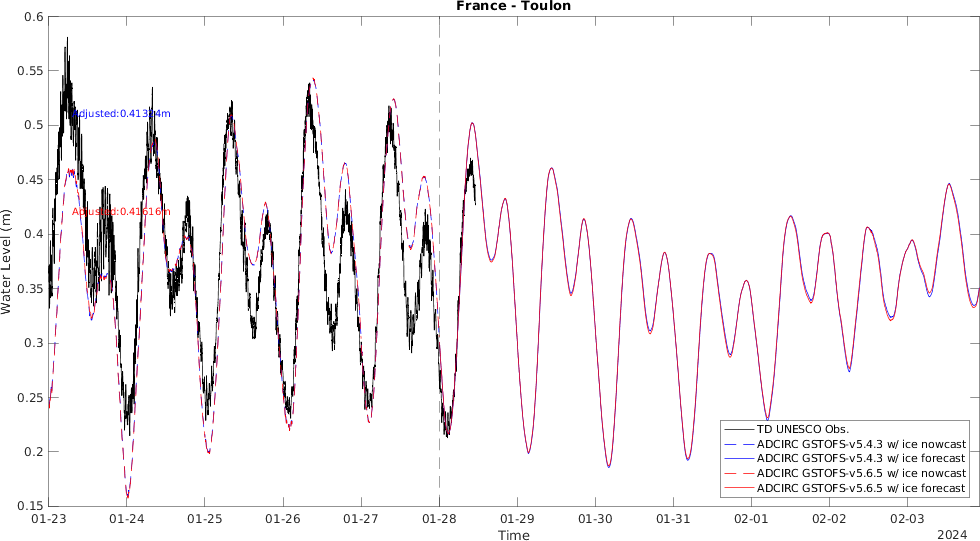 France - Toulon
0.6
0.55
0.5
0.45
0.4
0.35
0.3
0.25
0.2
0.15
Water Level (m)
Adjusted:0.41324m
Adjusted:0.41616m
01-23 01-24 01-25 01-26 01-27 01-28 01-29 01-30 01-31 02-01 02-02 02-03
Time
2024
TD UNESCO Obs.
ADCIRC GSTOFS-v5.4.3 w/ ice nowcast
ADCIRC GSTOFS-v5.4.3 w/ ice forecast
ADCIRC GSTOFS-v5.6.5 w/ ice nowcast
ADCIRC GSTOFS-v5.6.5 w/ ice forecast